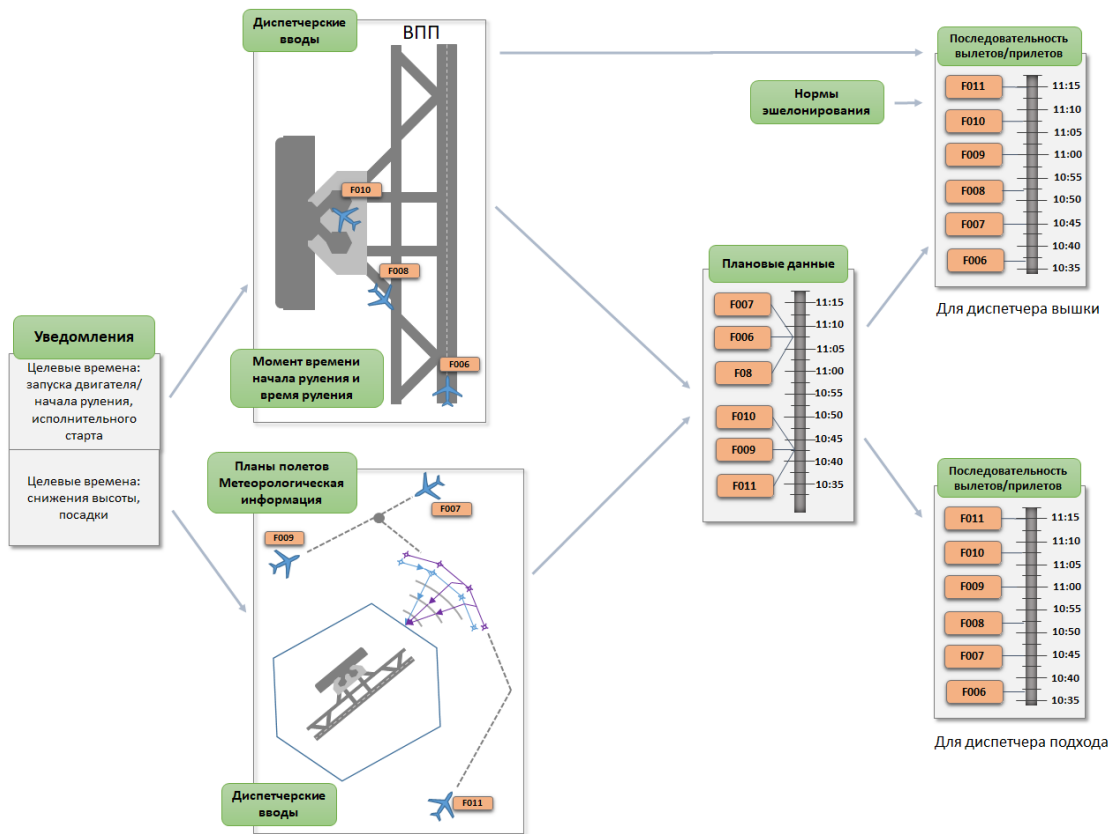 Уведомления
Целевые времена:
запуска двигателя/
начала руления,
исполнительного
старта
Целевые времена:
снижения высоты,
посадки
Диспетчерские
вводы
ВПП
F010
F008
F006
Момент времени
начала руления и
время руления
Планы полетов
Метеорологическая
информация
F007
F009
F011
Диспетчерские
вводы
Плановые данные
F007
F006
F08
F010
F009
F011
11:15
11:10
11:05
11:00
10:55
10:50
10:45
10:40
10:35
Нормы
эшелонирования
Последовательность
вылетов/прилетов
F011
F010
F009
F008
F007
F006
11:15
11:10
11:05
11:00
10:55
10:50
10:45
10:40
10:35
Для диспетчера вышки
Последовательность
вылетов/прилетов
F011
F010
F009
F008
F007
F006
11:15
11:10
11:05
11:00
10:55
10:50
10:45
10:40
10:35
Для диспетчера подхода